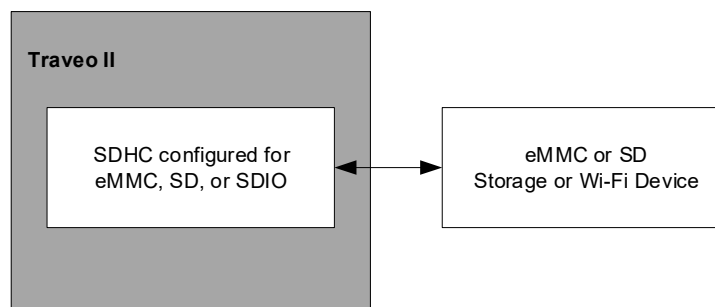 Traveo II
SDHC configured for
eMMC, SD, or SDIO
eMMC or SD
Storage or Wi-Fi Device